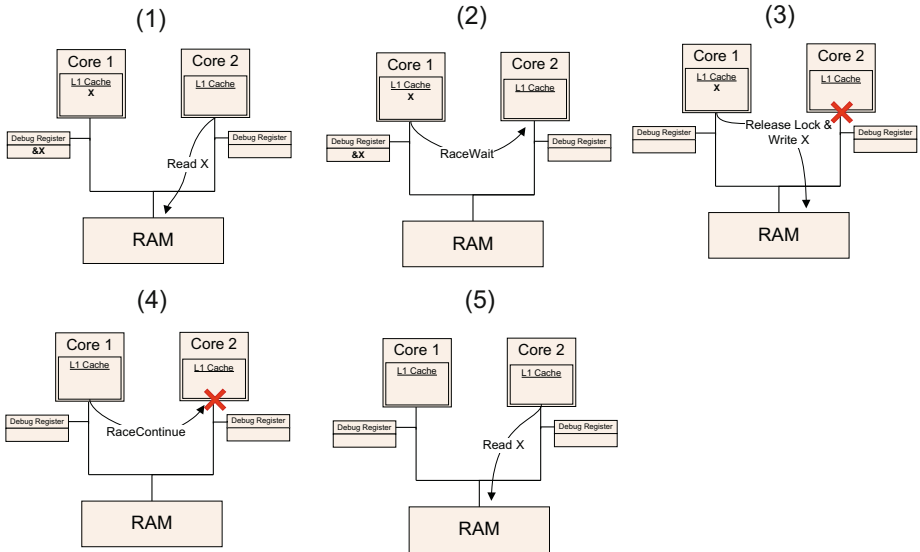 (1)
Core 1
L1 Cache
X
Core 2
L1 Cache
Debug Register
&X
Debug Register
Read X
RAM
(2)
Core 1
L1 Cache
X
Core 2
L1 Cache
Debug Register
&X
Debug Register
RaceWait
RAM
(3)
Core 1
L1 Cache
X
Core 2
L1 Cache
Debug Register
Debug Register
Release Lock &
Write X
RAM
(4)
Core 1
L1 Cache
Core 2
L1 Cache
Debug Register
Debug Register
RaceContinue
RAM
(5)
Core 1
L1 Cache
Core 2
L1 Cache
Debug Register
Debug Register
Read X
RAM